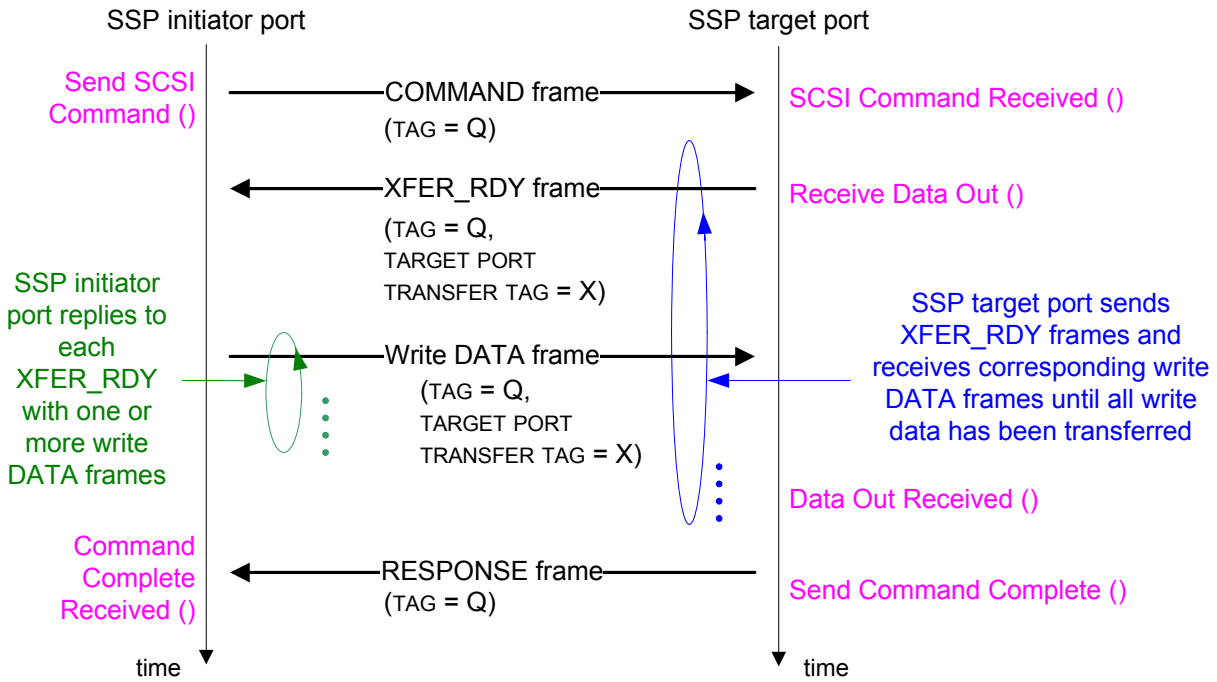 SSP initiator port
SSP target port
Send SCSI
Command ()
COMMAND frame
(TAG = Q)
SCSI Command Received ()
XFER_RDY frame
(TAG = Q,
TARGET PORT
TRANSFER TAG = X)
Receive Data Out ()
SSP initiator
port replies to
each
XFER_RDY
with one or
more write
DATA frames
Write DATA frame
(TAG = Q,
TARGET PORT
TRANSFER TAG = X)
SSP target port sends
XFER_RDY frames and
receives corresponding write
DATA frames until all write
data has been transferred
Data Out Received ()
Command
Complete
Received ()
RESPONSE frame
(TAG = Q)
Send Command Complete ()
time
time